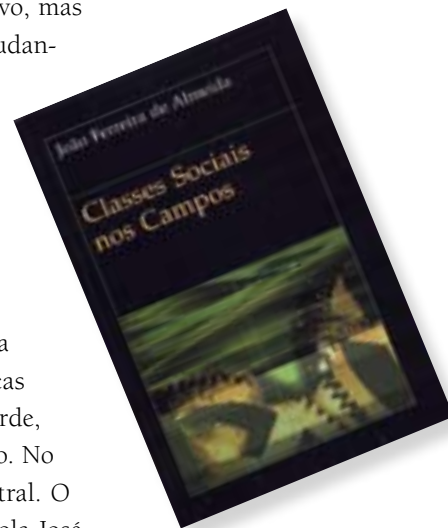 vo, mas
udan-
João Ferreira de Almeida
Classes Sociais
nos Campos
a
cas
rde,
o. No
tral. O